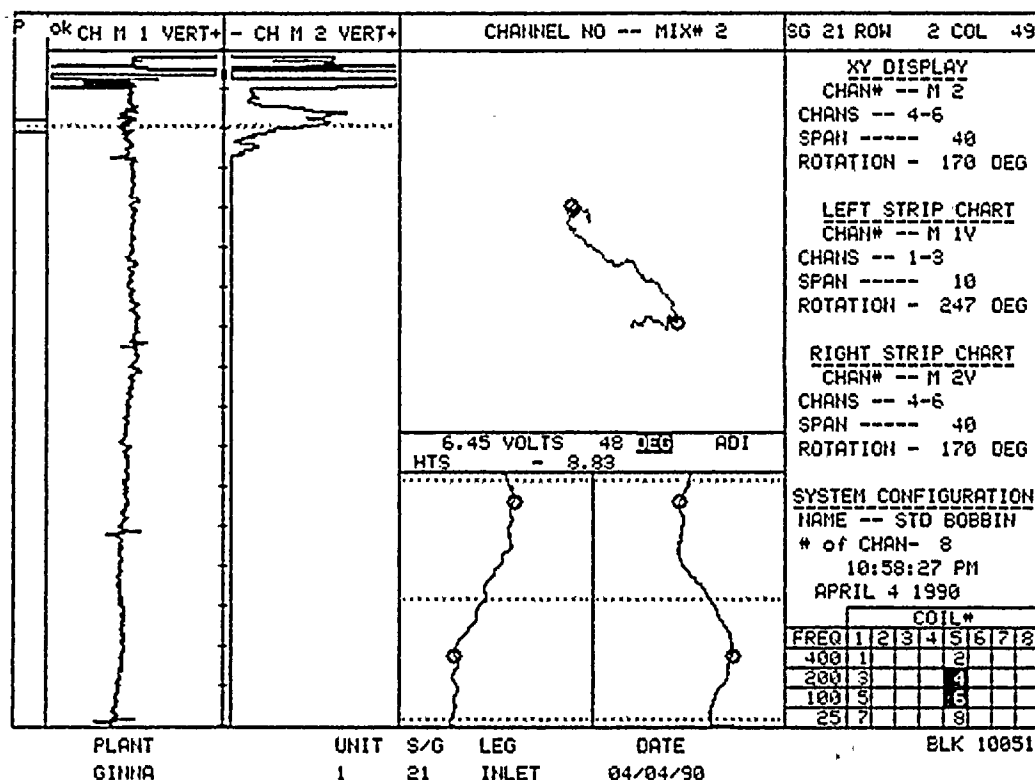 P ok CH M 1 VERT+ - CH M 2 VERT+ CHANNEL NO -- MIX# 2 SG 21 ROW 2 COL 49
XY DISPLAY
CHAN# -- M 2
CHANS -- 4-6
SPAN ----- 40
ROTATION - 170 DEG
LEFT STRIP CHART
CHAN# -- M 1V
CHANS -- 1-3
SPAN ----- 10
ROTATION - 247 DEG
RIGHT STRIP CHART
CHAN# -- M 2V
CHANS -- 4-6
SPAN ----- 40
ROTATION - 170 DEG
6.45 VOLTS 48 DEG ADI
HTS - 8.83
SYSTEM CONFIGURATION
NAME -- STD BOBBIN
# of CHAN- 8
10:58:27 PM
APRIL 4 1990
COIL#
FREQ 1 2 3 4 5 6 7 8
400 1 2
200 3 4
100 5 6
25 7 8
PLANT UNIT S/G LEG DATE BLK 10051
GINNA 1 21 INLET 04/04/90